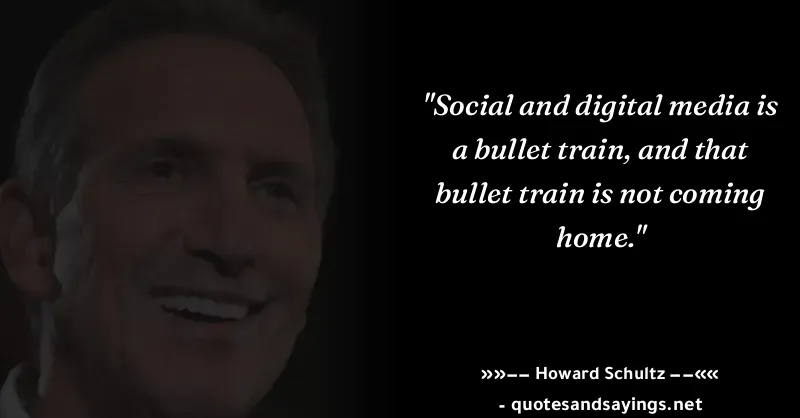 "Social and digital media is
a bullet train, and that
bullet train is not coming
home."
»»−− Howard Schultz −−««
- quotesandsayings.net